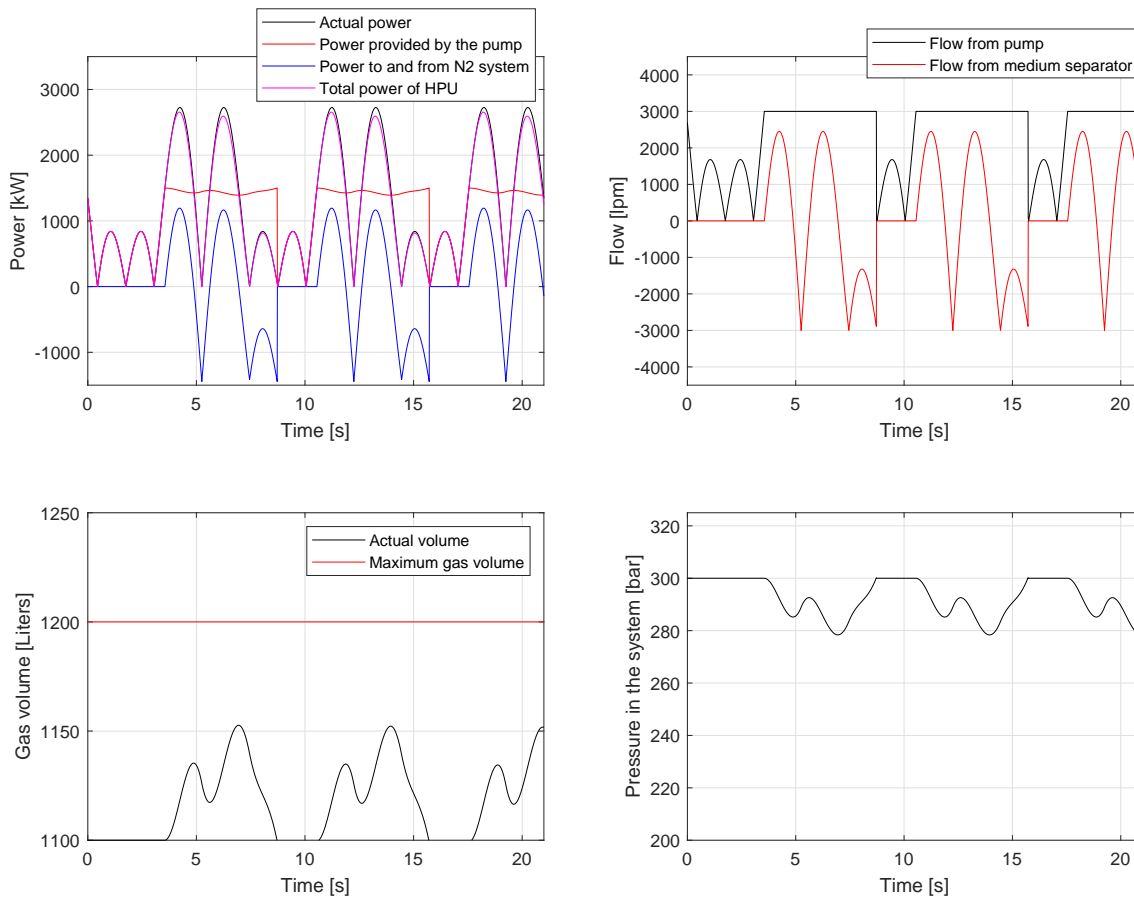 Actual power
Power provided by the pump
Power to and from N2 system
Total power of HPU
3000
2000
1000
0
-1000
Power [kW]
0 5 10 15 20
Time [s]
Flow from pump
Flow from medium separator
4000
3000
2000
1000
0
-1000
-2000
-3000
-4000
Flow [lpm]
0 5 10 15 20
Time [s]
Actual volume
Maximum gas volume
1250
1200
1150
1100
Gas volume [Liters]
0 5 10 15 20
Time [s]
320
300
280
260
240
220
200
Pressure in the system [bar]
0 5 10 15 20
Time [s]